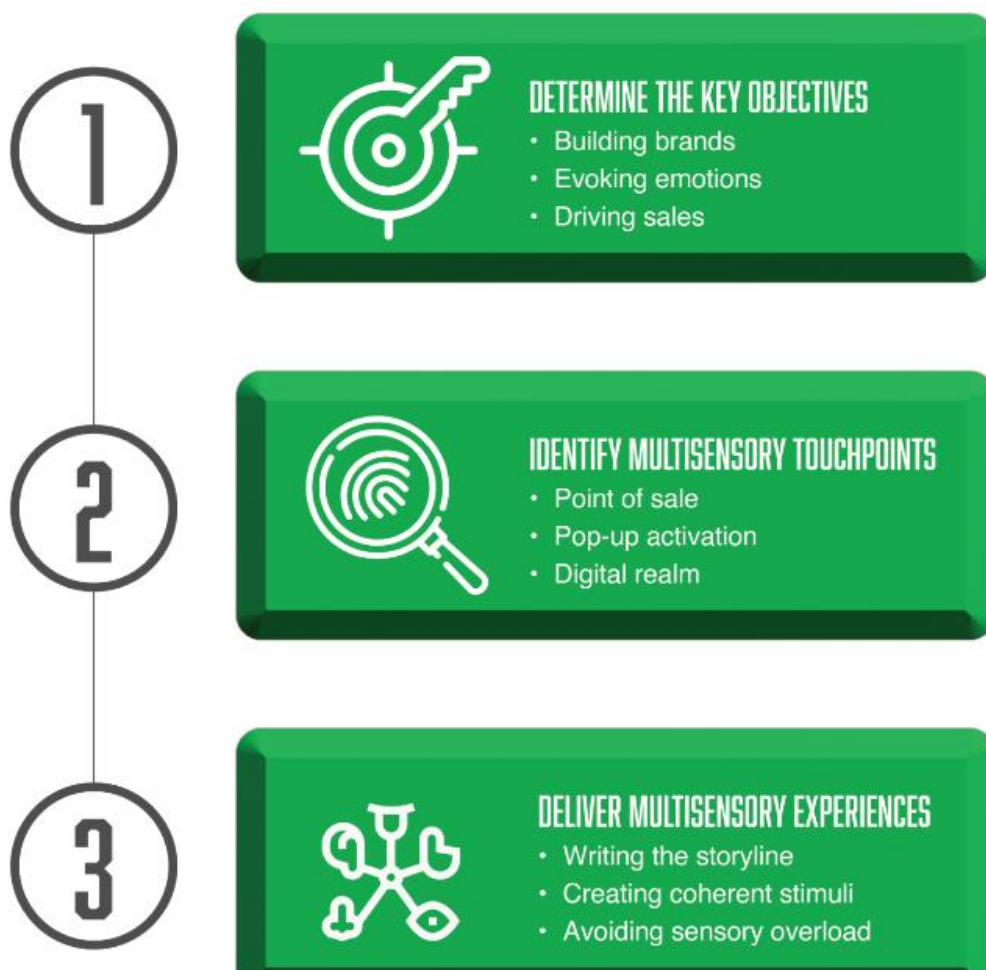 1
DETERMINE THE KEY OBJECTIVES
• Building brands
• Evoking emotions
• Driving sales
2
IDENTIFY MULTISENSORY TOUCHPOINTS
• Point of sale
• Pop-up activation
• Digital realm
3
DELIVER MULTISENSORY EXPERIENCES
• Writing the storyline
• Creating coherent stimuli
• Avoiding sensory overload